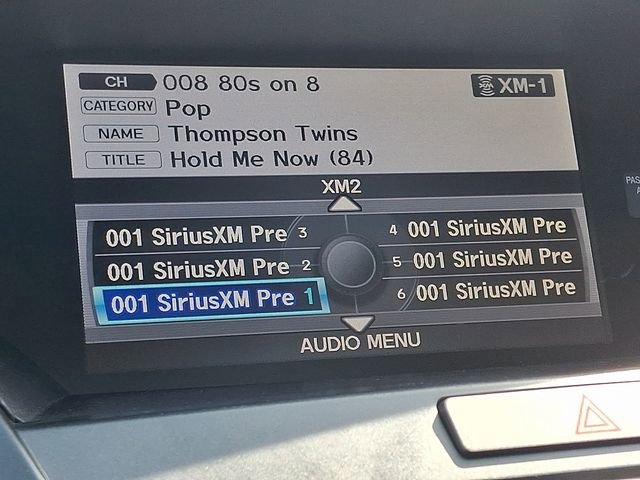 CH 008 80s on 8 XM-1
CATEGORY Pop
NAME Thompson Twins
TITLE Hold Me Now (84)
XM2
001 SiriusXM Pre 3 4 001 SiriusXM Pre
001 SiriusXM Pre 2 5 001 SiriusXM Pre
001 SiriusXM Pre 1 6 001 SiriusXM Pre
AUDIO MENU